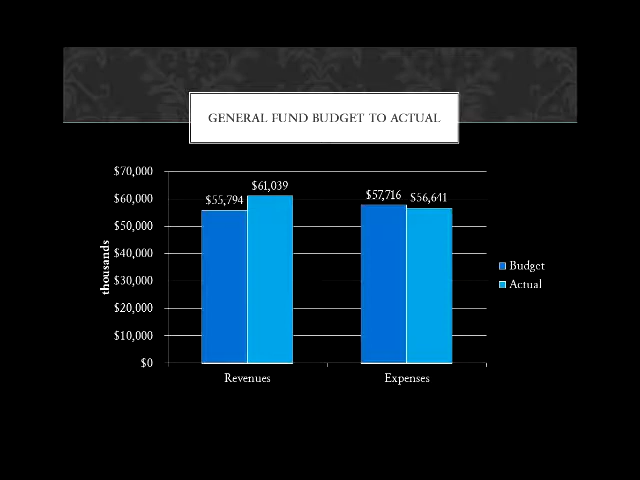 GENERAL FUND BUDGET TO ACTUAL
thousands
$70,000
$60,000
$50,000
$40,000
$30,000
$20,000
$10,000
$0
$55,794
$61,039
$57,716
$56,641
Revenues
Expenses
Budget
Actual